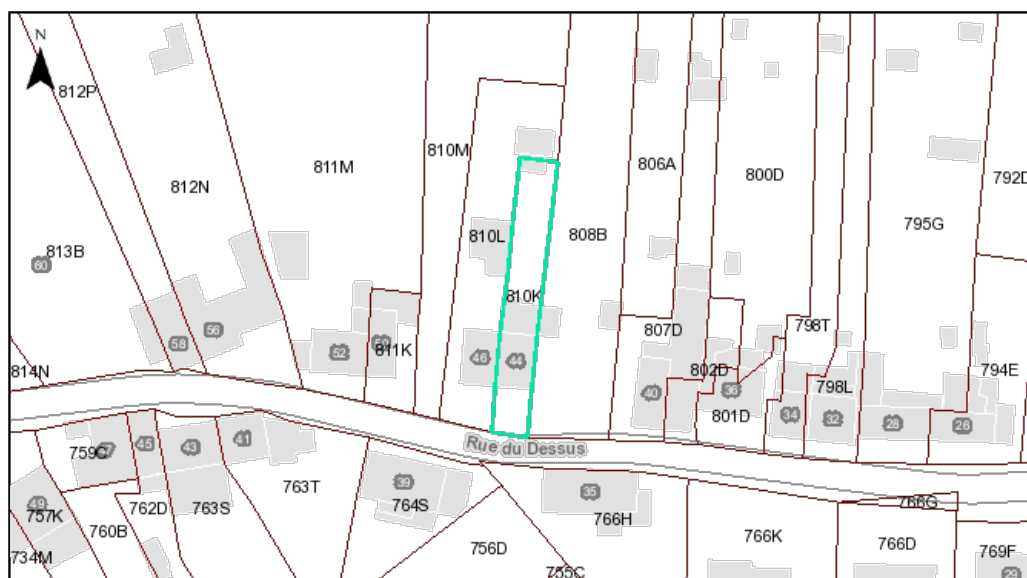 N
812P
811M
810M
806A
800D
792D
812N
813B
60
810L
808B
795G
810K
58
56
52
811K
46
44
807D
40
802D
36
801D
798T
798L
34
32
28
26
794E
814N
Rue du Dessus
759C
45
43
41
763T
39
764S
35
766H
766G
49
757K
762D
763S
760B
734M
756D
755C
766K
766D
769F
29